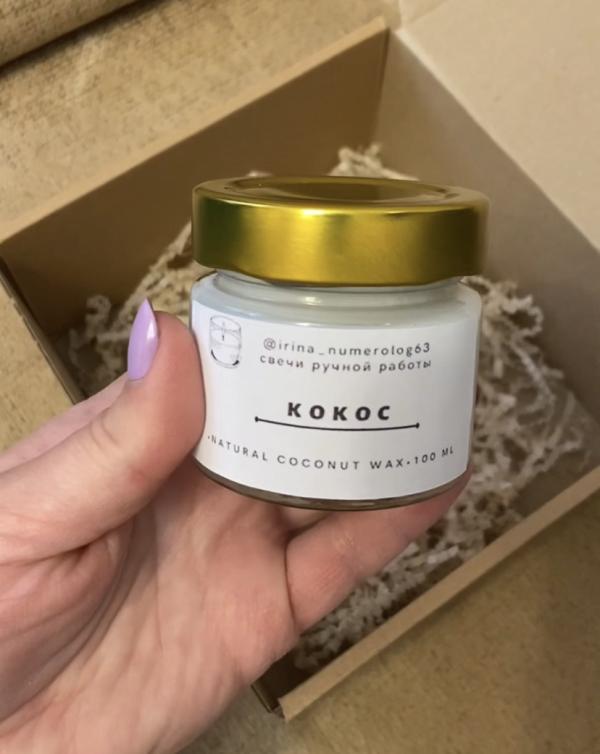 @irina_numerolog63
свечи ручной работы
КОКОС
•NATURAL COCONUT WAX•100 ML